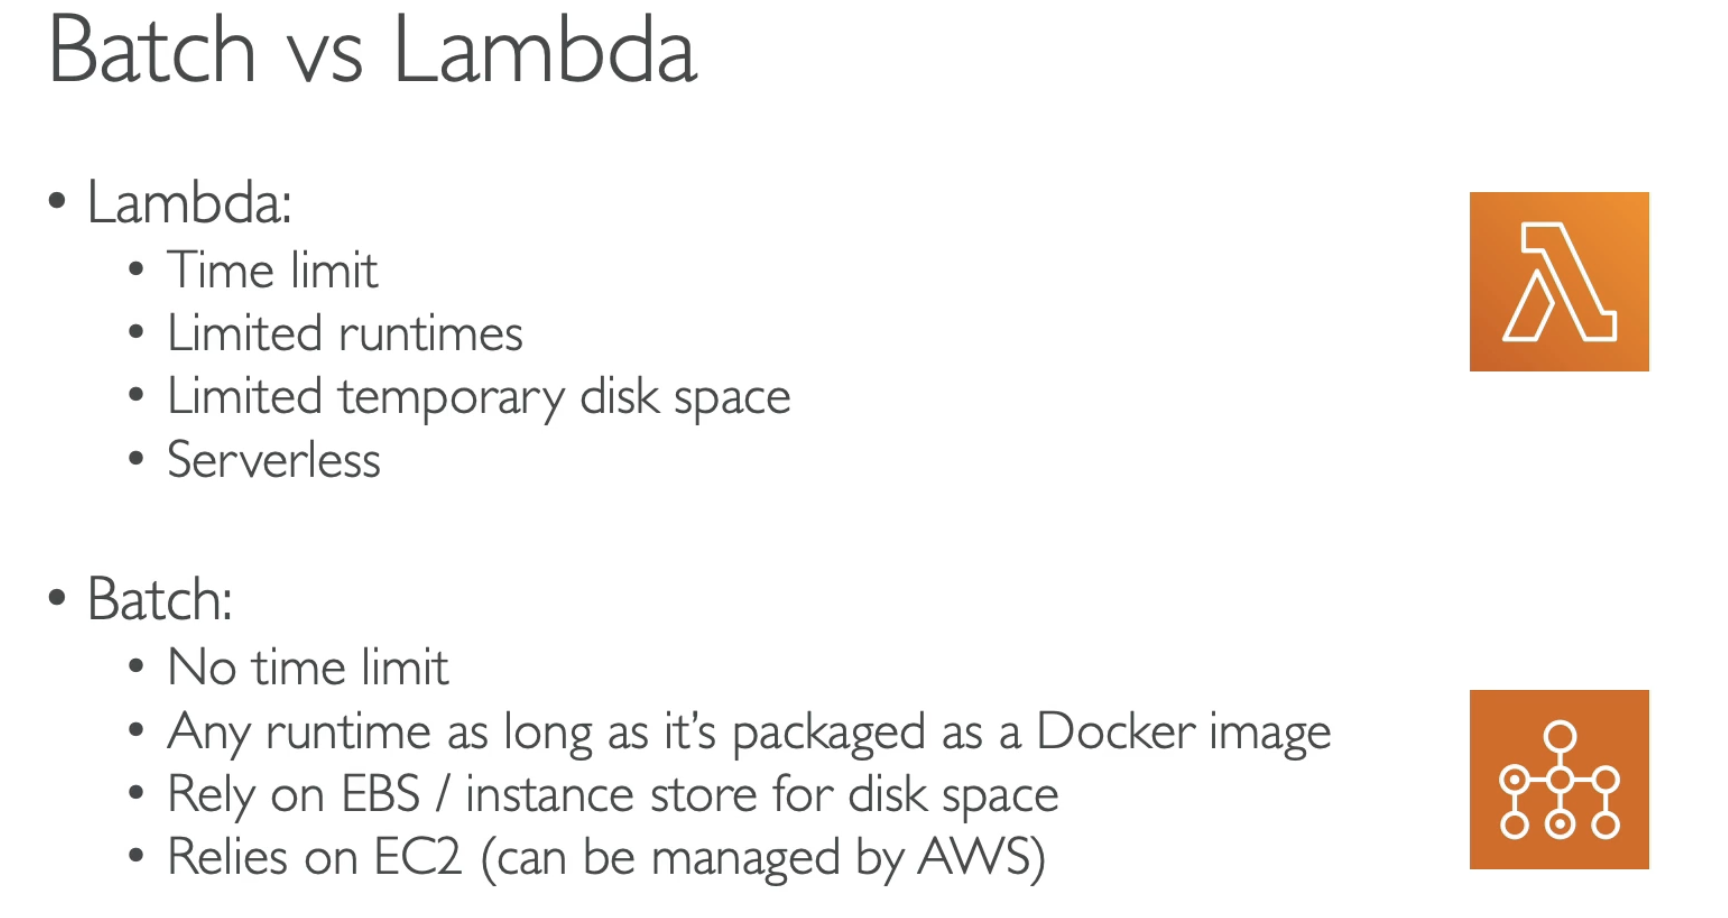 Batch vs Lambda
• Lambda:
• Time limit
• Limited runtimes
• Limited temporary disk space
• Serverless
• Batch:
• No time limit
• Any runtime as long as it’s packaged as a Docker image
• Rely on EBS / instance store for disk space
• Relies on EC2 (can be managed by AWS)